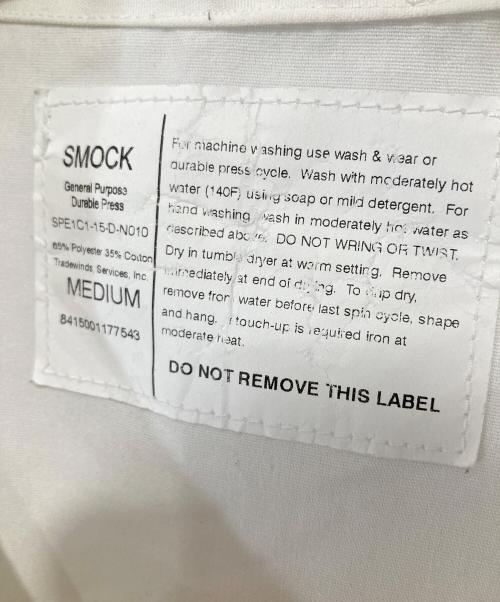 SMOCK
General Purpose
Durable Press
SPE1C1-15-D-N010
65% Polyester 35% Cotton
Tradewinds, Services, Inc.
MEDIUM
8415001177543
For machine washing use wash & wear or
durable press cycle. Wash with moderately hot
water (140F) using soap or mild detergent. For
hand washing wash in moderately hot water as
described above. DO NOT WRING OR TWIST.
Dry in tumble dryer at warm setting. Remove
immediately at end of drying. To drip dry,
remove from water before last spin cycle, shape
and hang. touch-up is required iron at
moderate heat.
DO NOT REMOVE THIS LABEL